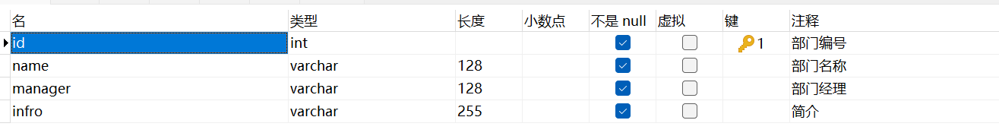 名 类型 长度 小数点 不是 null 虚拟 键 注释
id int 1 部门编号
name varchar 128 部门名称
manager varchar 128 部门经理
infro varchar 255 简介